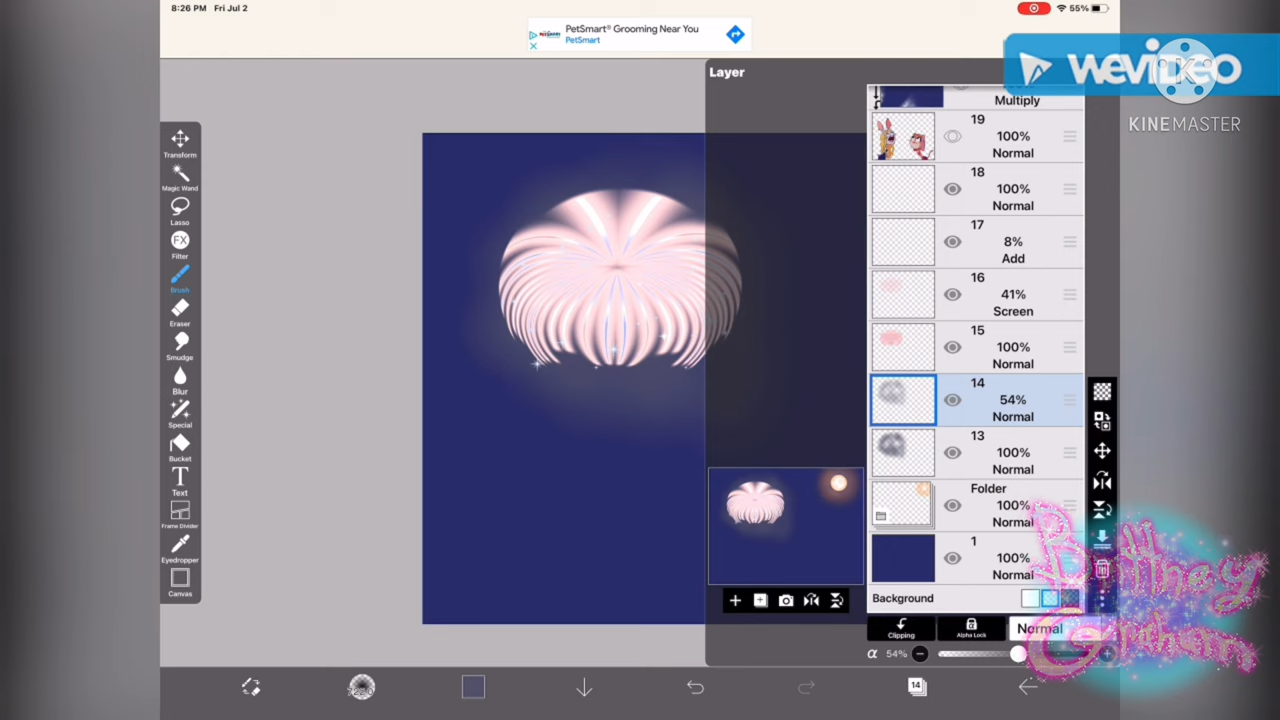 8:26 PM Fri Jul 2
55%
PetSmart® Grooming Near You
PetSmart
WEVIDEO
K
KINEMASTER
Layer
Multiply
19
100%
Normal
18
100%
Normal
17
8%
Add
16
41%
Screen
15
100%
Normal
14
54%
Normal
13
100%
Normal
Folder
100%
Normal
1
100%
Normal
Background
Clipping
Alpha Lock
Normal
α 54%
Transform
Magic Wand
Lasso
FX
Filter
Brush
Eraser
Smudge
Blur
Special
Bucket
T
Text
Frame Divider
Eyedropper
Canvas
14